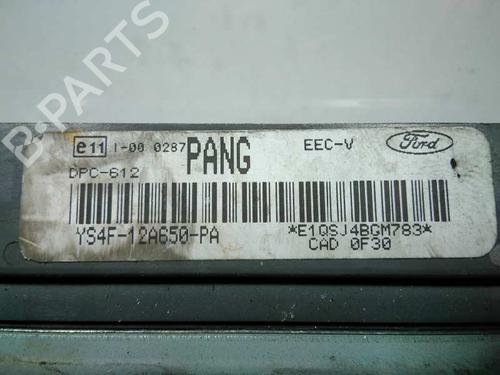 e11 I-00 0287 PANG EEC-V Ford
DPC-612
YS4F-12A650-PA *E1QSJ4BGM783*
CAD 0F30
B-PARTS